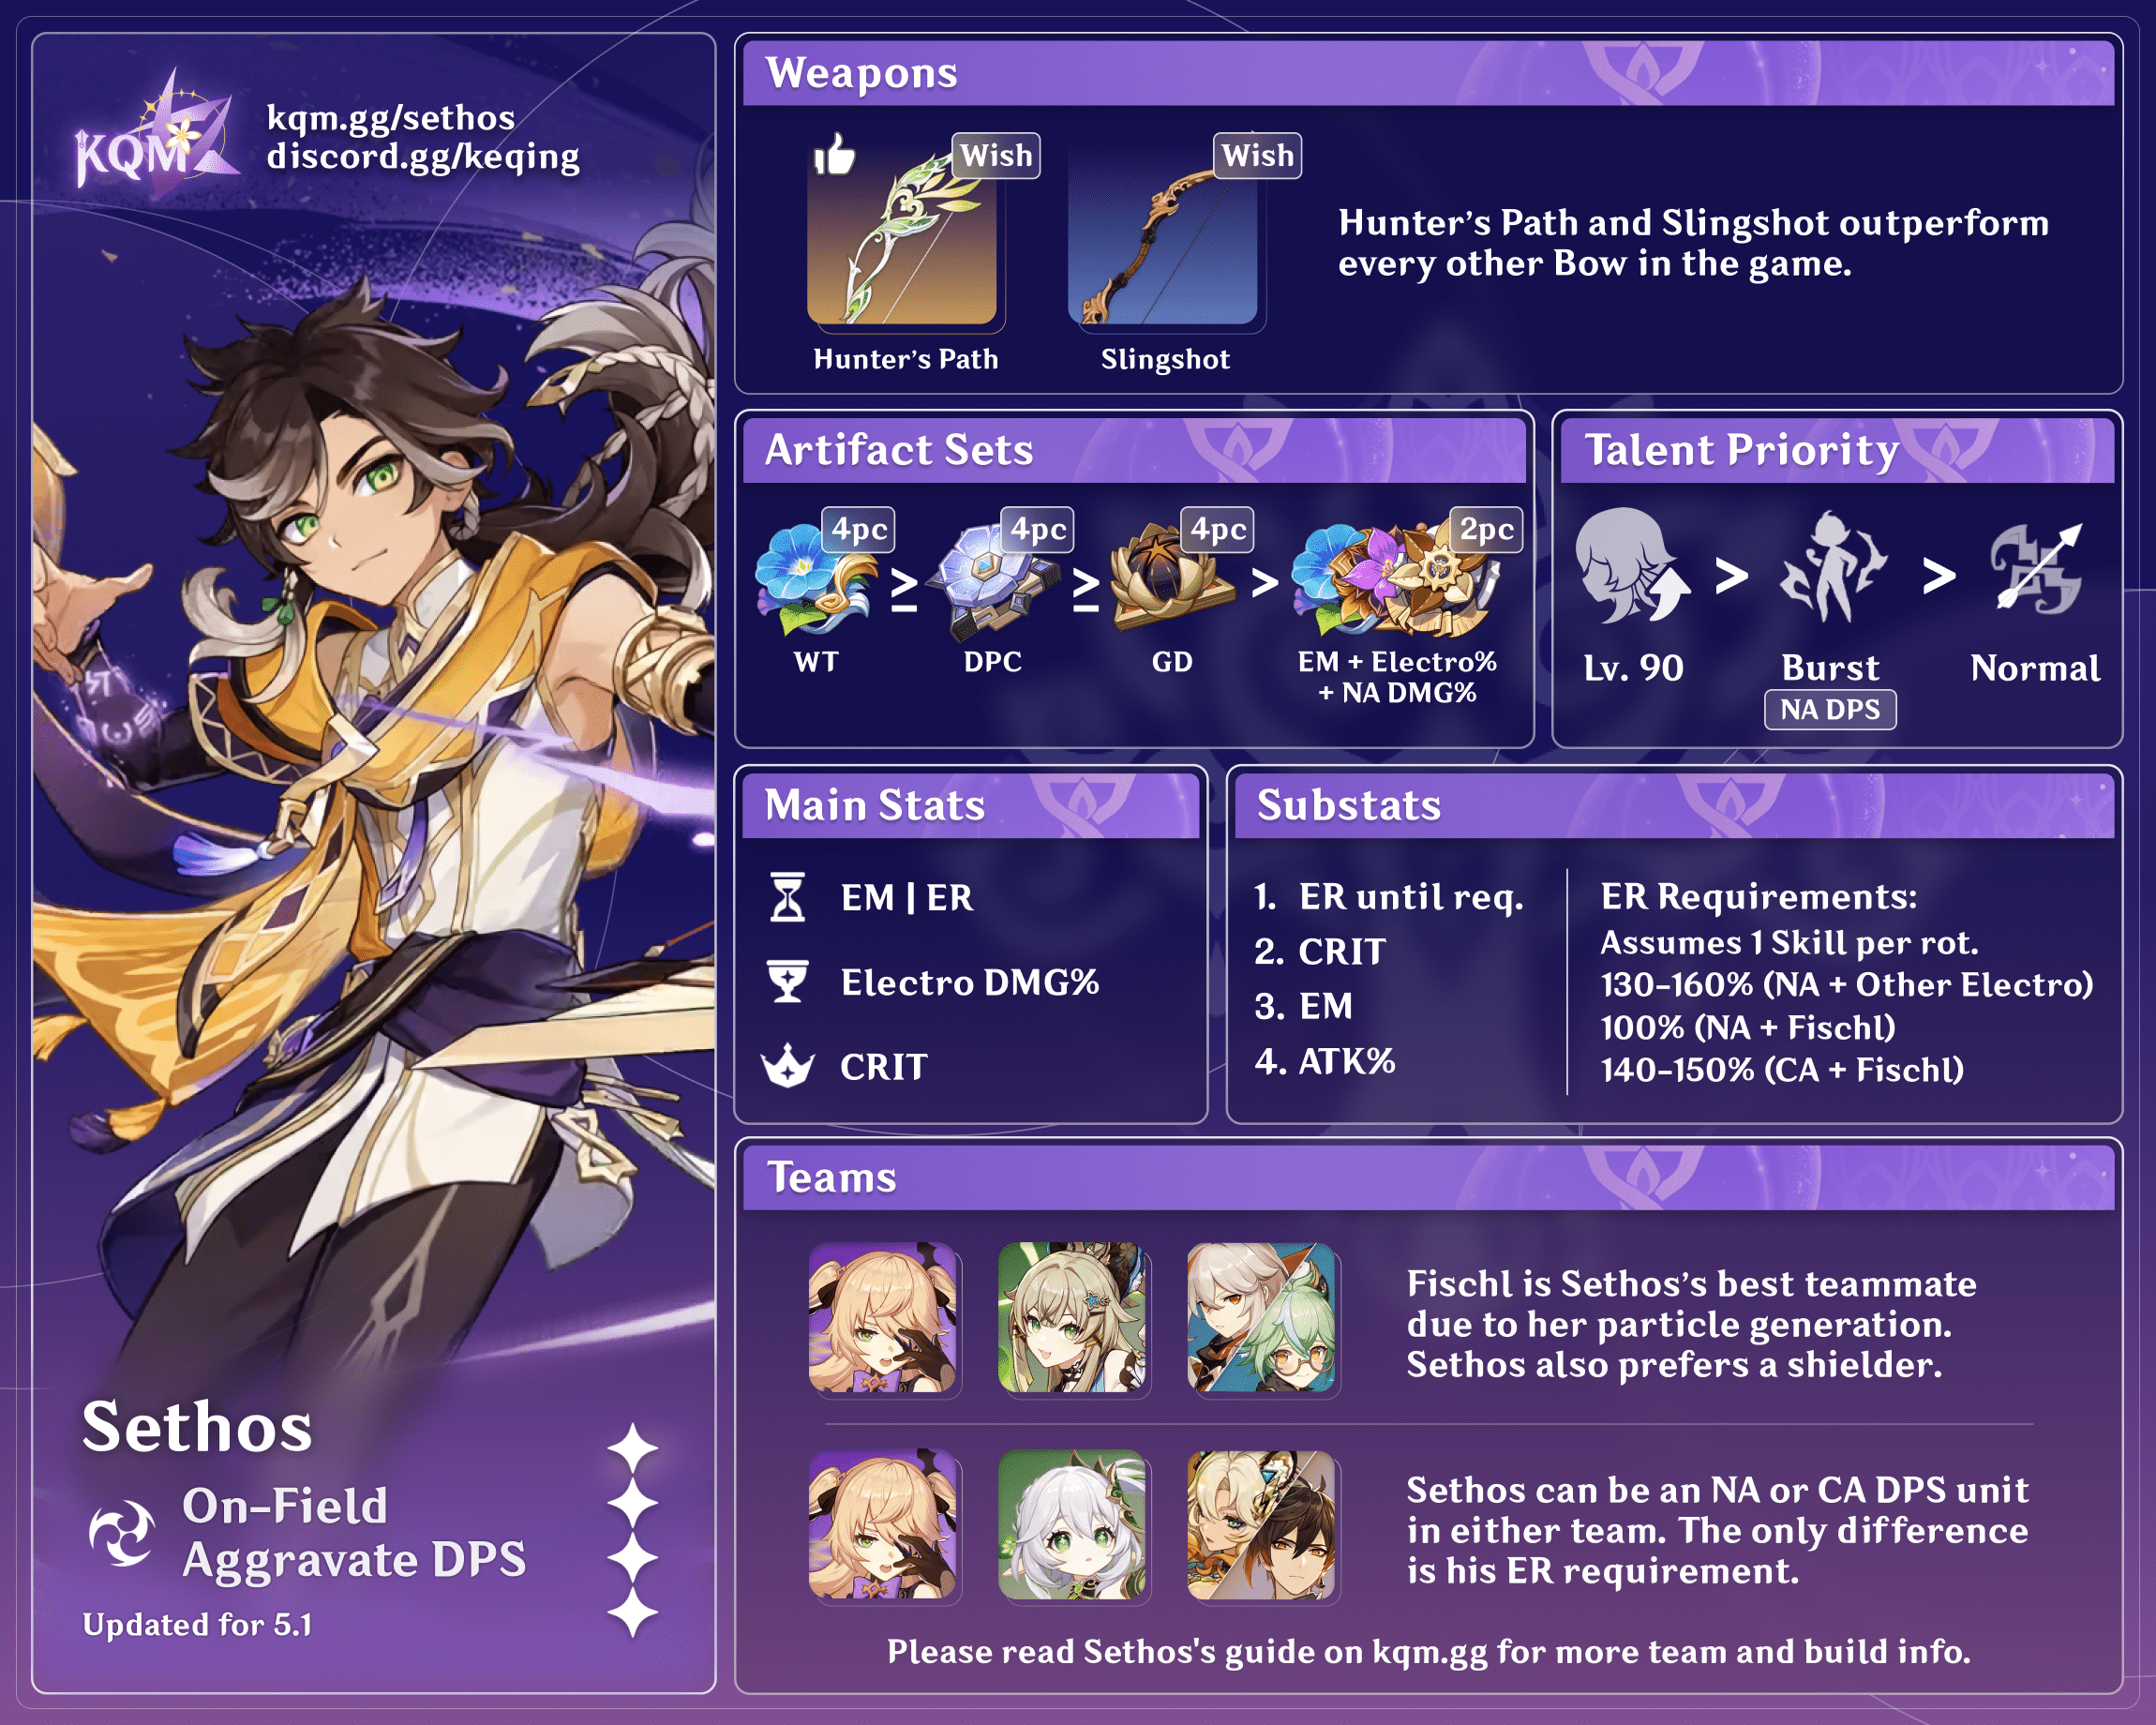 KQM
kqm.gg/sethos
discord.gg/keqing
Sethos
On-Field
Aggravate DPS
Updated for 5.1
Weapons
Wish
Wish
Hunter's Path
Slingshot
Hunter's Path and Slingshot outperform
every other Bow in the game.
Artifact Sets
4pc
≥
4pc
≥
4pc
>
2pc
WT
DPC
GD
EM + Electro%
+ NA DMG%
Talent Priority
>
>
Lv. 90
Burst
Normal
NA DPS
Main Stats
EM | ER
Electro DMG%
CRIT
Substats
1. ER until req.
2. CRIT
3. EM
4. ATK%
ER Requirements:
Assumes 1 Skill per rot.
130-160% (NA + Other Electro)
100% (NA + Fischl)
140-150% (CA + Fischl)
Teams
Fischl is Sethos's best teammate
due to her particle generation.
Sethos also prefers a shielder.
Sethos can be an NA or CA DPS unit
in either team. The only difference
is his ER requirement.
Please read Sethos's guide on kqm.gg for more team and build info.